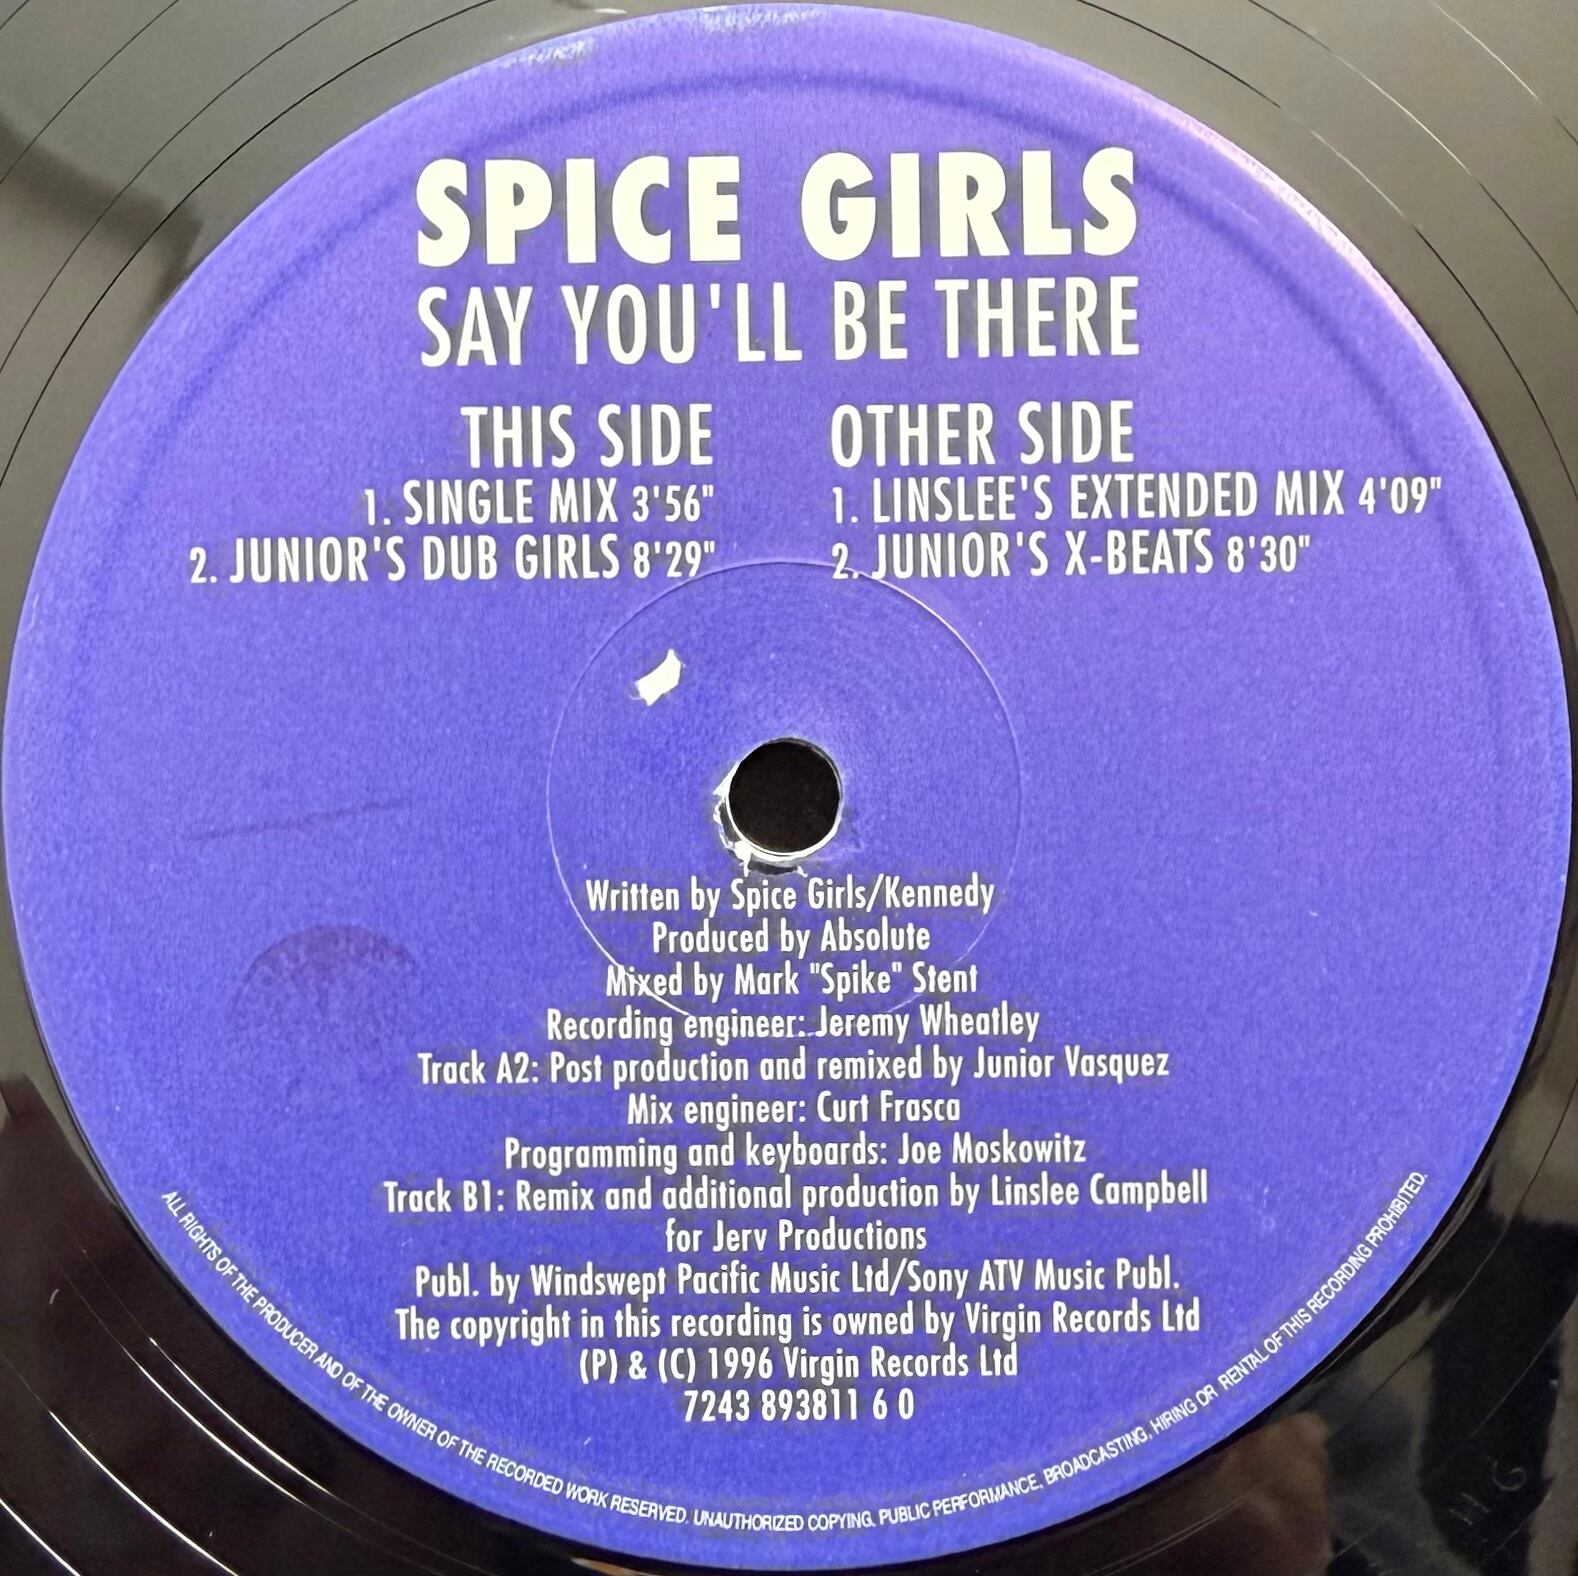 SPICE GIRLS
SAY YOU'LL BE THERE
THIS SIDE
1. SINGLE MIX 3'56"
2. JUNIOR'S DUB GIRLS 8'29"
OTHER SIDE
1. LINSLEE'S EXTENDED MIX 4'09"
2. JUNIOR'S X-BEATS 8'30"
Written by Spice Girls/Kennedy
Produced by Absolute
Mixed by Mark "Spike" Stent
Recording engineer: Jeremy Wheatley
Track A2: Post production and remixed by Junior Vasquez
Mix engineer: Curt Frasca
Programming and keyboards: Joe Moskowitz
Track B1: Remix and additional production by Linslee Campbell
for Jerv Productions
Publ. by Windswept Pacific Music Ltd/Sony ATV Music Publ.
The copyright in this recording is owned by Virgin Records Ltd
(P) & (C) 1996 Virgin Records Ltd
7243 893811 6 0
ALL RIGHTS OF THE PRODUCER AND OF THE OWNER OF THE RECORDED WORK RESERVED. UNAUTHORIZED COPYING, PUBLIC PERFORMANCE, BROADCASTING, HIRING OR RENTAL OF THIS RECORDING PROHIBITED.